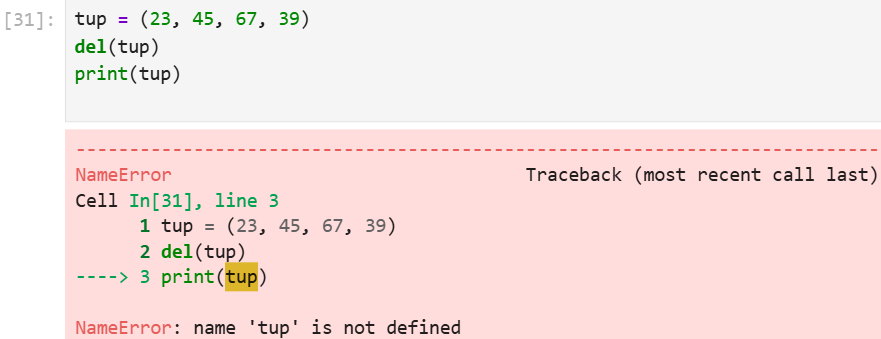 [31]: tup = (23, 45, 67, 39)
del(tup)
print(tup)
---------------------------------------------------------------------------
NameError                                 Traceback (most recent call last)
Cell In[31], line 3
      1 tup = (23, 45, 67, 39)
      2 del(tup)
----> 3 print(tup)
NameError: name 'tup' is not defined